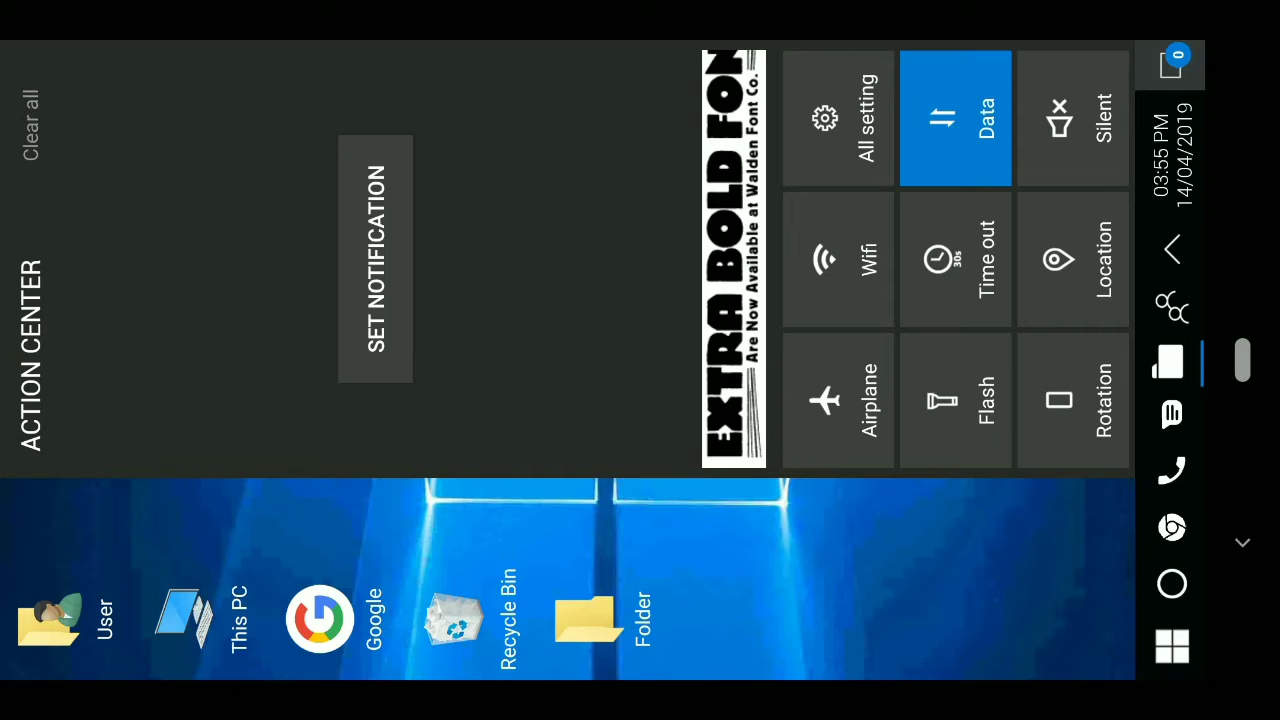 ACTION CENTER
Clear all
SET NOTIFICATION
EXTRA BOLD FON
Are Now Available at Walden Font Co.
Airplane
Wifi
All setting
Flash
30s
Time out
Data
Rotation
Location
Silent
User
This PC
Google
Recycle Bin
Folder
03:55 PM
14/04/2019
0